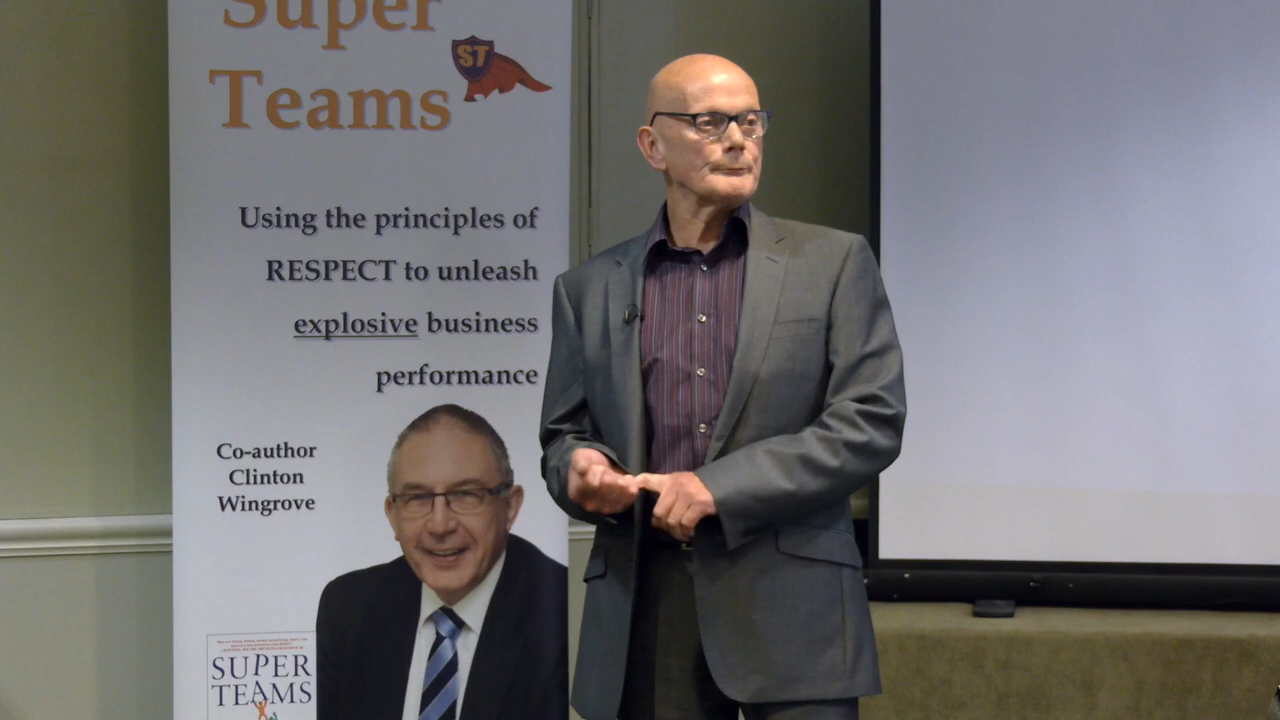 Super
Teams
ST
Using the principles of
RESPECT to unleash
explosive business
performance
Co-author
Clinton
Wingrove
SUPER
TEAMS